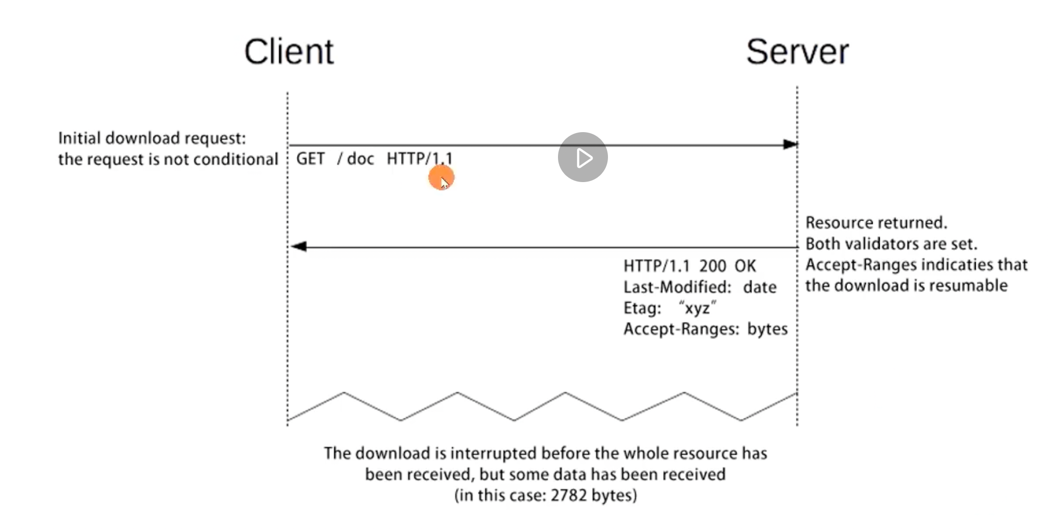 Client
Server
Initial download request:
the request is not conditional
GET / doc HTTP/1.1
Resource returned.
Both validators are set.
Accept-Ranges indicaties that
the download is resumable
HTTP/1.1 200 OK
Last-Modified: date
Etag: “xyz”
Accept-Ranges: bytes
The download is interrupted before the whole resource has
been received, but some data has been received
(in this case: 2782 bytes)